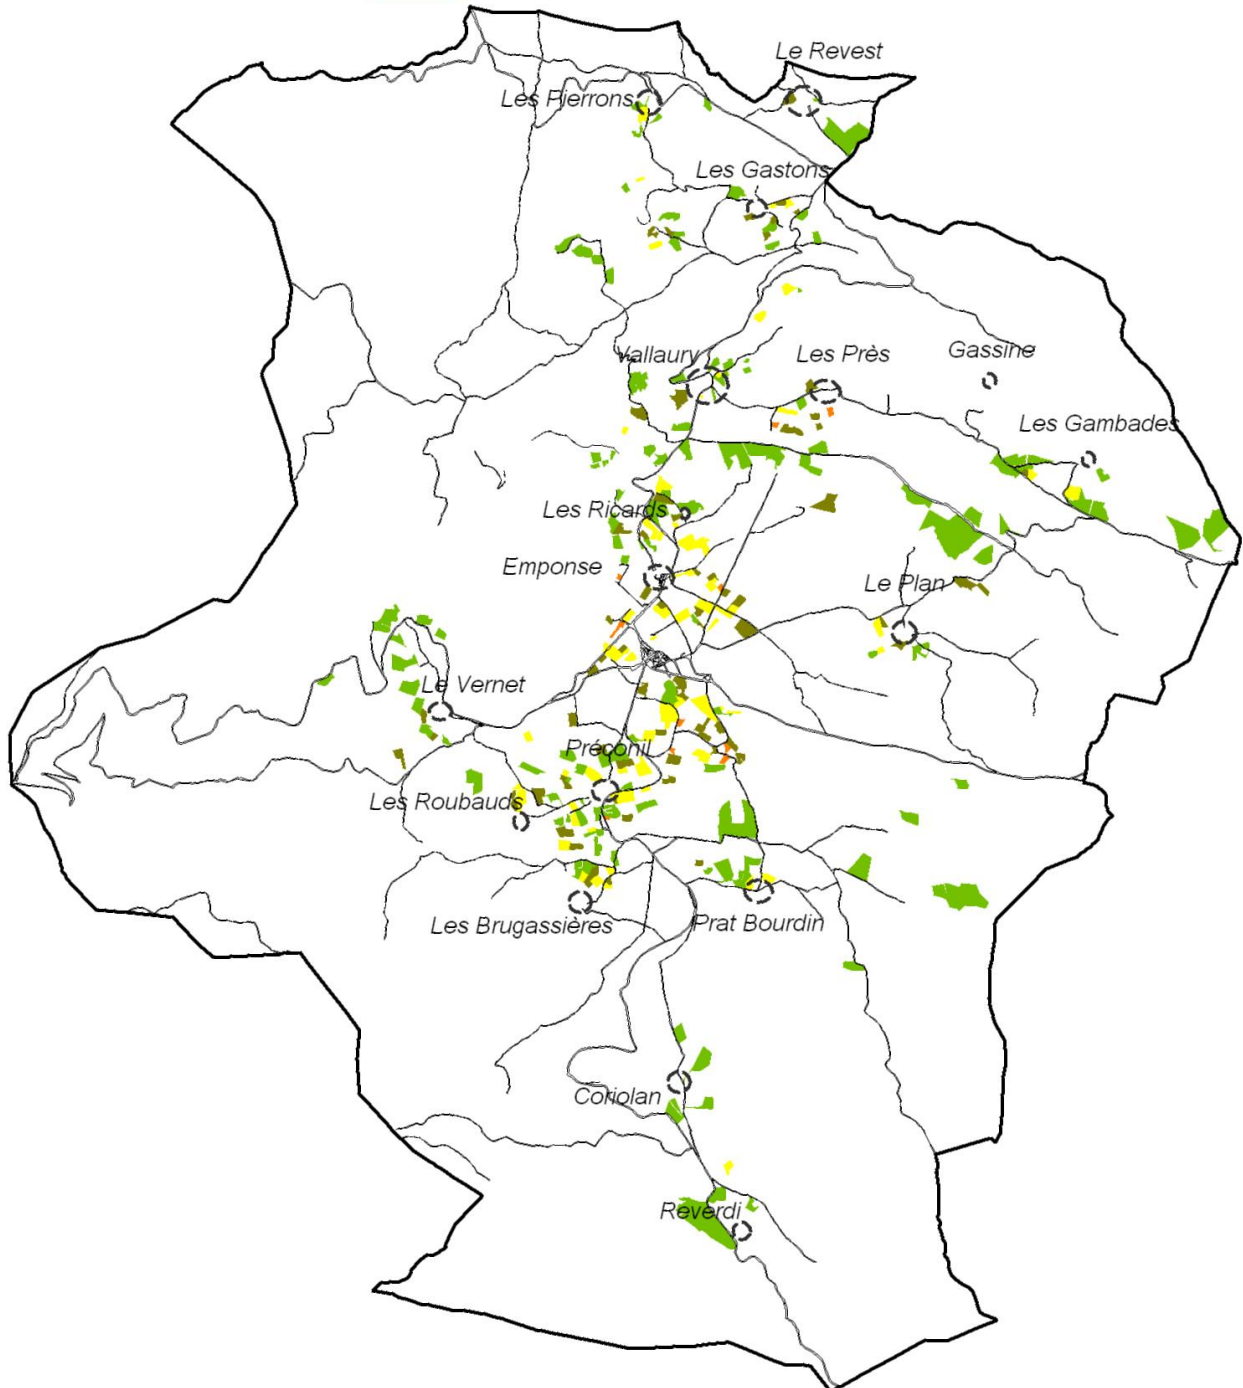 Le Revest
Les Pierrons
Les Gastons
Vallaury
Les Près
Gassine
Les Gambades
Les Ricards
Emponse
Le Plan
Le Vernet
Préconil
Les Roubauds
Les Brugassières
Prat Bourdin
Coriolan
Reverdi